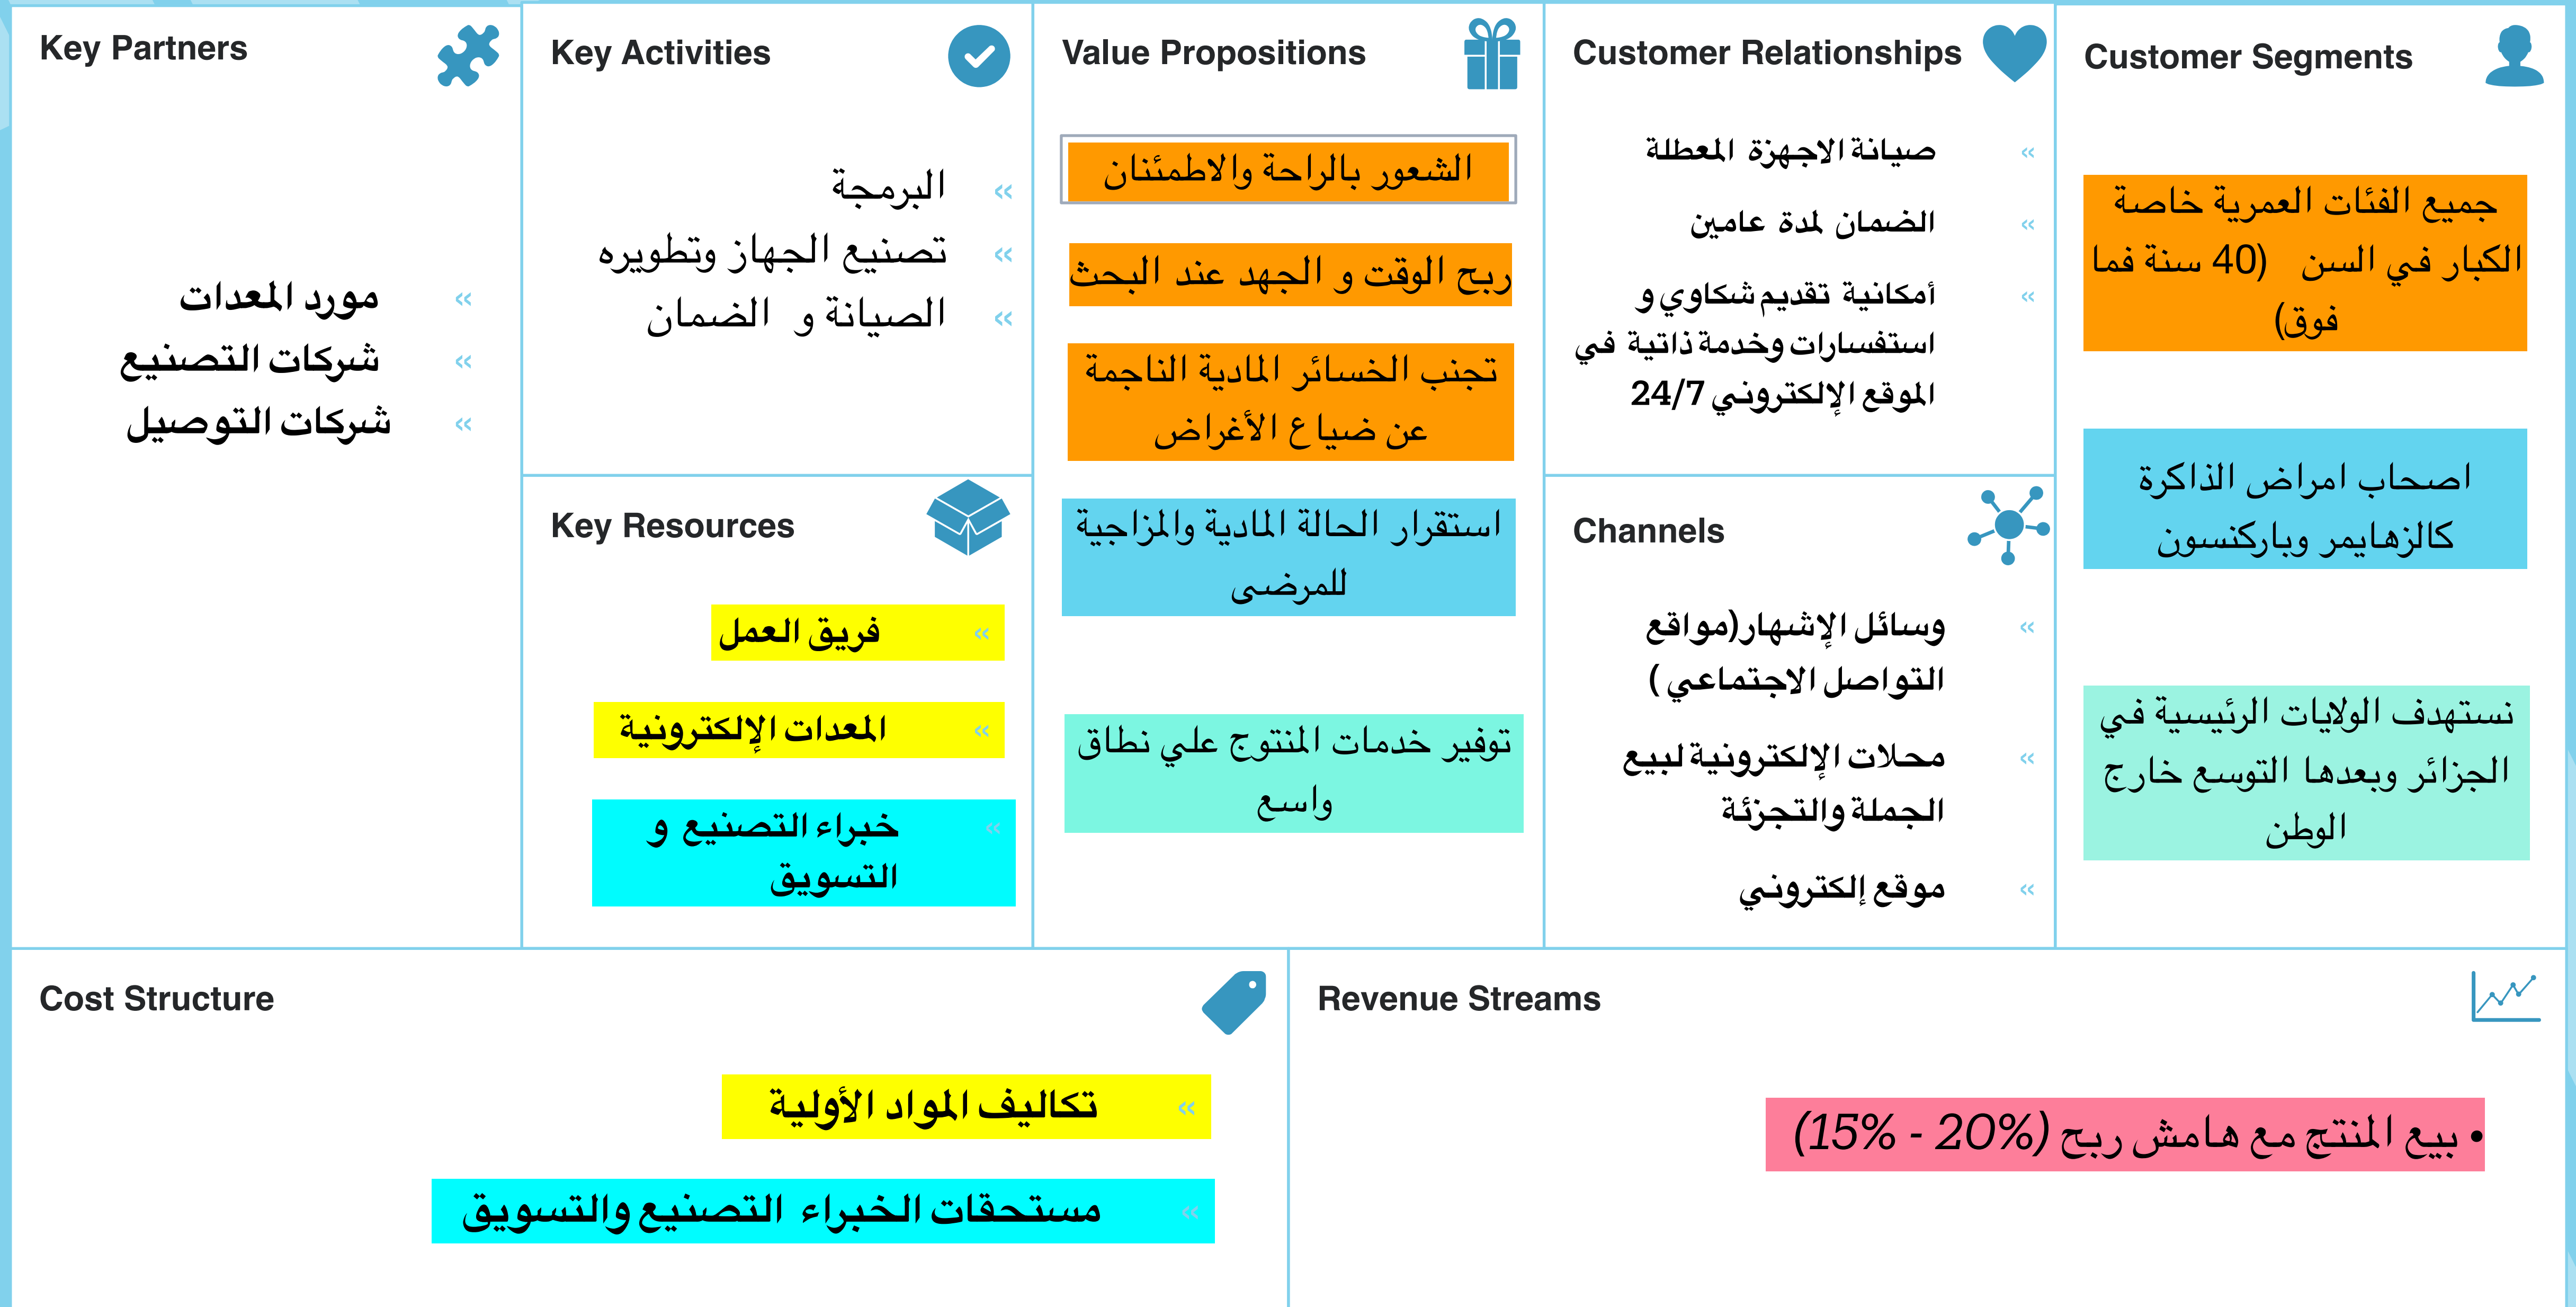 Key Partners
» مورد المعدات
» شركات التصنيع
» شركات التوصيل
Key Activities
» البرمجة
» تصنيع الجهاز وتطويره
» الصيانة و الضمان
Key Resources
» فريق العمل
» المعدات الإلكترونية
» خبراء التصنيع و
التسويق
Value Propositions
الشعور بالراحة والاطمئنان
ربح الوقت و الجهد عند البحث
تجنب الخسائر المادية الناجمة
عن ضياع الأغراض
استقرار الحالة المادية والمزاجية
للمرضى
توفير خدمات المنتوج علي نطاق
واسع
Customer Relationships
» صيانة الاجهزة المعطلة
» الضمان لمدة عامين
» أمكانية تقديم شكاوي و
استفسارات وخدمة ذاتية في
الموقع الإلكتروني 24/7
Channels
» وسائل الإشهار(مواقع
التواصل الاجتماعي )
» محلات الإلكترونية لبيع
الجملة والتجزئة
» موقع إلكتروني
Customer Segments
جميع الفئات العمرية خاصة
الكبار في السن (40 سنة فما
فوق)
اصحاب امراض الذاكرة
كالزهايمر وباركنسون
نستهدف الولايات الرئيسية في
الجزائر وبعدها التوسع خارج
الوطن
Cost Structure
» تكاليف المواد الأولية
» مستحقات الخبراء التصنيع والتسويق
Revenue Streams
• بيع المنتج مع هامش ربح (15% - 20%)